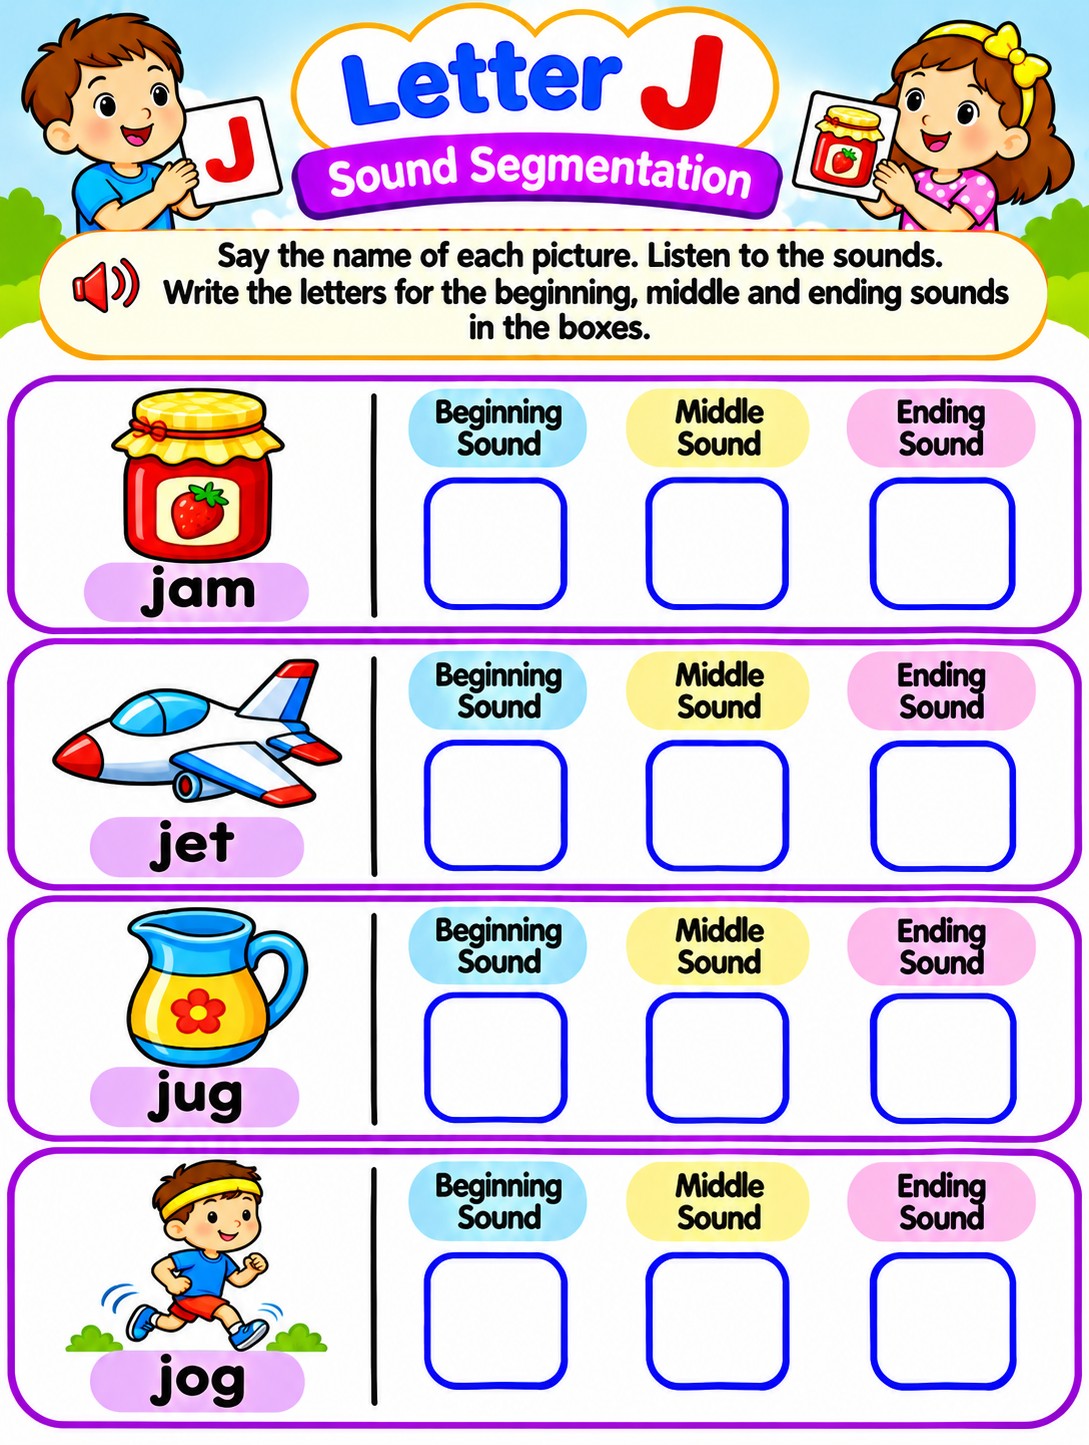 Letter J
J
Sound Segmentation
Say the name of each picture. Listen to the sounds.
Write the letters for the beginning, middle and ending sounds
in the boxes.
Beginning
Sound
Middle
Sound
Ending
Sound
jam
Beginning
Sound
Middle
Sound
Ending
Sound
jet
Beginning
Sound
Middle
Sound
Ending
Sound
jug
Beginning
Sound
Middle
Sound
Ending
Sound
jog